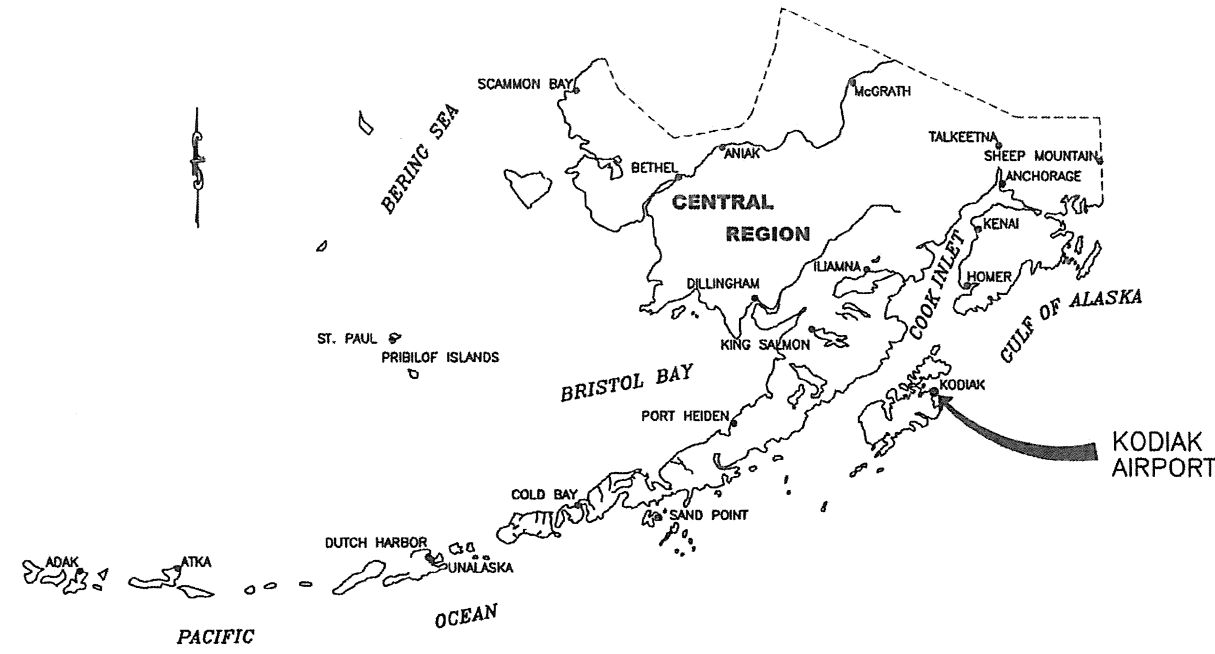 SCAMMON BAY
McGRATH
BERING SEA
TALKEETNA
ANIAK
SHEEP MOUNTAIN
BETHEL
ANCHORAGE
CENTRAL
REGION
KENAI
ILIAMNA
COOK INLET
HOMER
DILLINGHAM
GULF OF ALASKA
ST. PAUL
KING SALMON
PRIBILOF ISLANDS
BRISTOL BAY
KODIAK
PORT HEIDEN
KODIAK
AIRPORT
COLD BAY
SAND POINT
DUTCH HARBOR
ADAK
ATKA
UNALASKA
OCEAN
PACIFIC